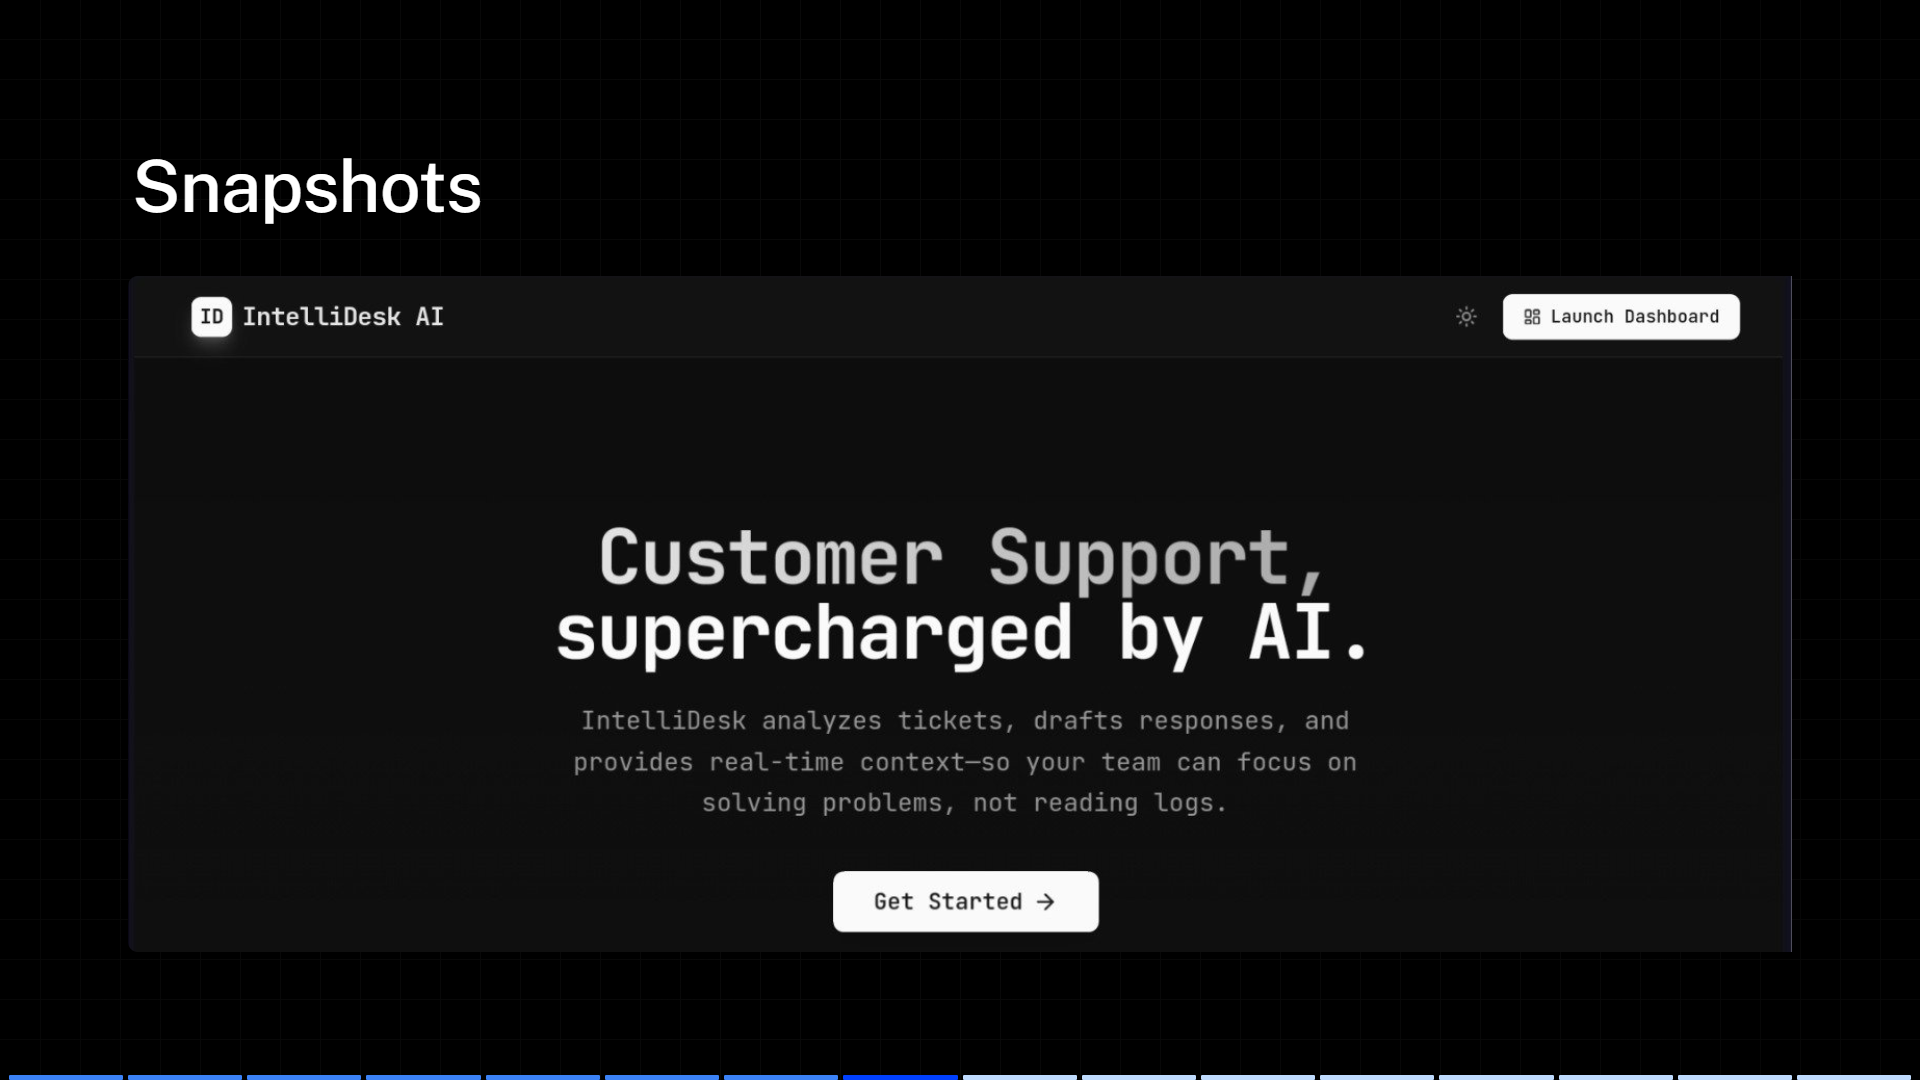 Snapshots
ID IntelliDesk AI
Launch Dashboard
Customer Support,
supercharged by AI.
IntelliDesk analyzes tickets, drafts responses, and
provides real-time context—so your team can focus on
solving problems, not reading logs.
Get Started →